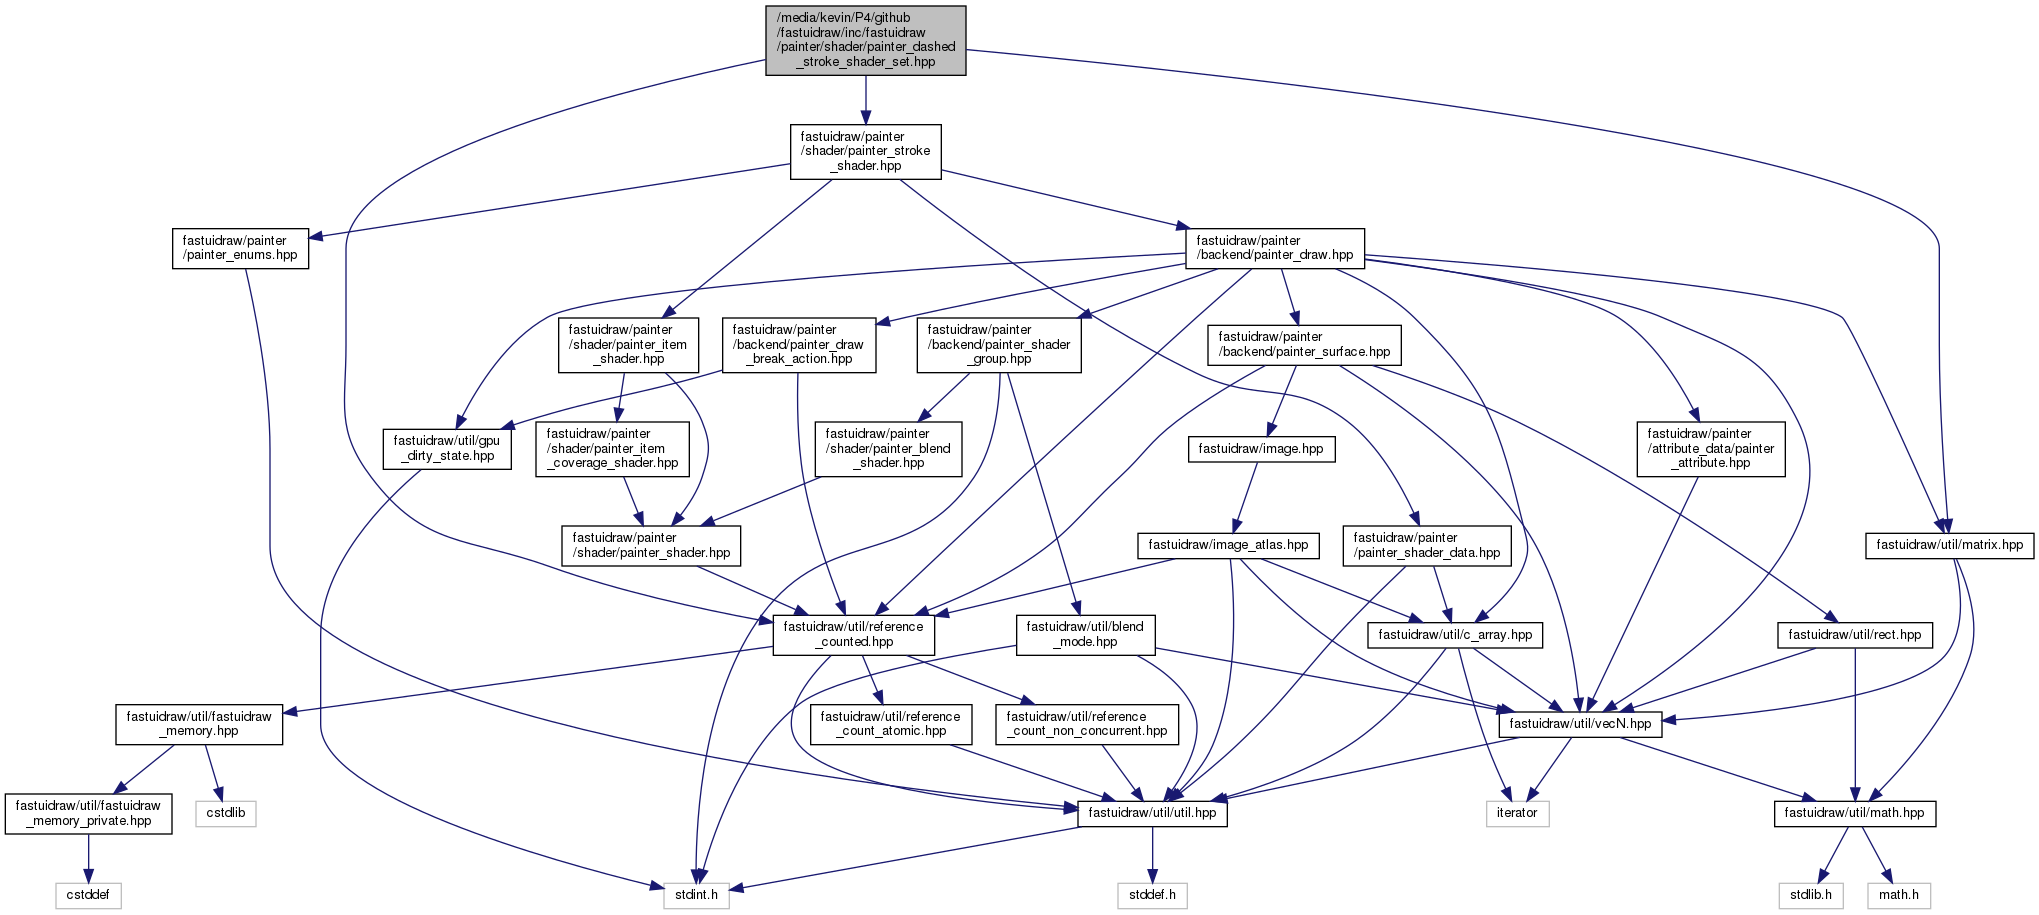 /media/kevin/P4/github
/fastuidraw/inc/fastuidraw
/painter/shader/painter_dashed
_stroke_shader_set.hpp
fastuidraw/painter
/shader/painter_stroke
_shader.hpp
fastuidraw/painter
/painter_enums.hpp
fastuidraw/painter
/backend/painter_draw.hpp
fastuidraw/painter
/shader/painter_item
_shader.hpp
fastuidraw/painter
/backend/painter_draw
_break_action.hpp
fastuidraw/painter
/backend/painter_shader
_group.hpp
fastuidraw/painter
/backend/painter_surface.hpp
fastuidraw/util/gpu
_dirty_state.hpp
fastuidraw/painter
/shader/painter_item
_coverage_shader.hpp
fastuidraw/painter
/shader/painter_blend
_shader.hpp
fastuidraw/image.hpp
fastuidraw/painter
/attribute_data/painter
_attribute.hpp
fastuidraw/painter
/shader/painter_shader.hpp
fastuidraw/image_atlas.hpp
fastuidraw/painter
/painter_shader_data.hpp
fastuidraw/util/matrix.hpp
fastuidraw/util/reference
_counted.hpp
fastuidraw/util/blend
_mode.hpp
fastuidraw/util/c_array.hpp
fastuidraw/util/rect.hpp
fastuidraw/util/fastuidraw
_memory.hpp
fastuidraw/util/reference
_count_atomic.hpp
fastuidraw/util/reference
_count_non_concurrent.hpp
fastuidraw/util/vecN.hpp
fastuidraw/util/fastuidraw
_memory_private.hpp
cstdlib
fastuidraw/util/util.hpp
iterator
fastuidraw/util/math.hpp
cstddef
stdint.h
stddef.h
stdlib.h
math.h